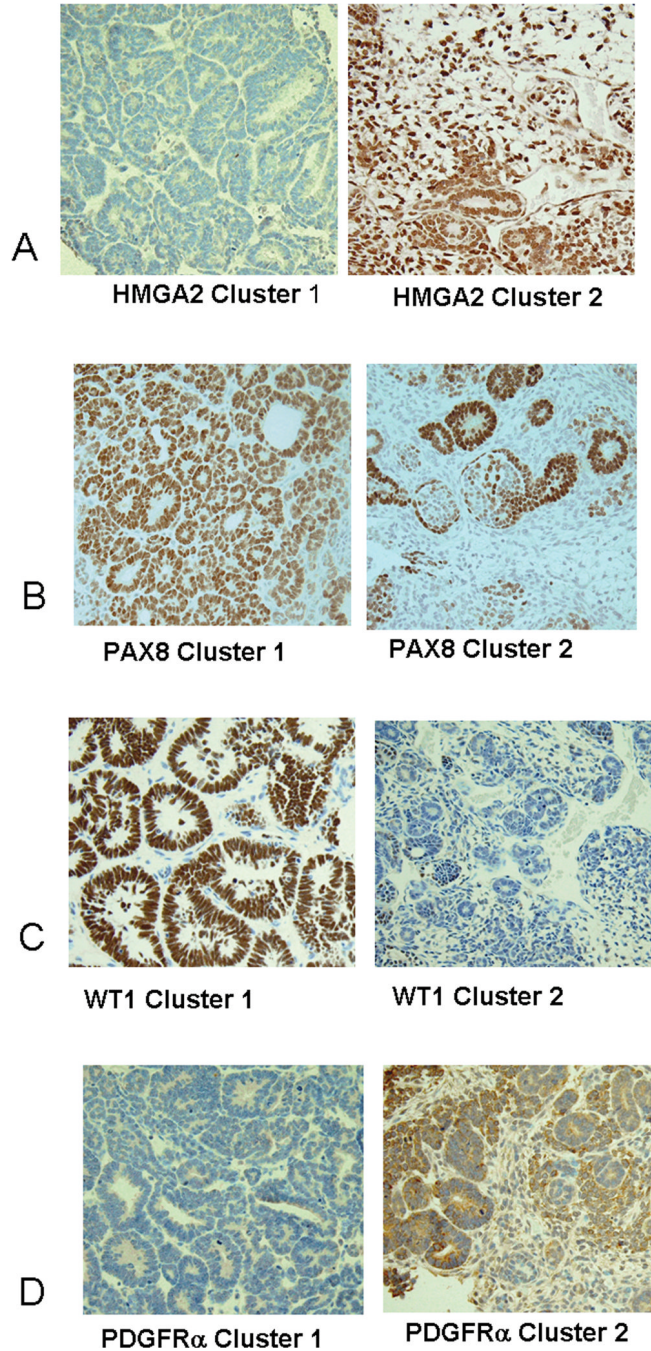 A
HMGA2 Cluster 1
HMGA2 Cluster 2
B
PAX8 Cluster 1
PAX8 Cluster 2
C
WT1 Cluster 1
WT1 Cluster 2
D
PDGFRα Cluster 1
PDGFRα Cluster 2